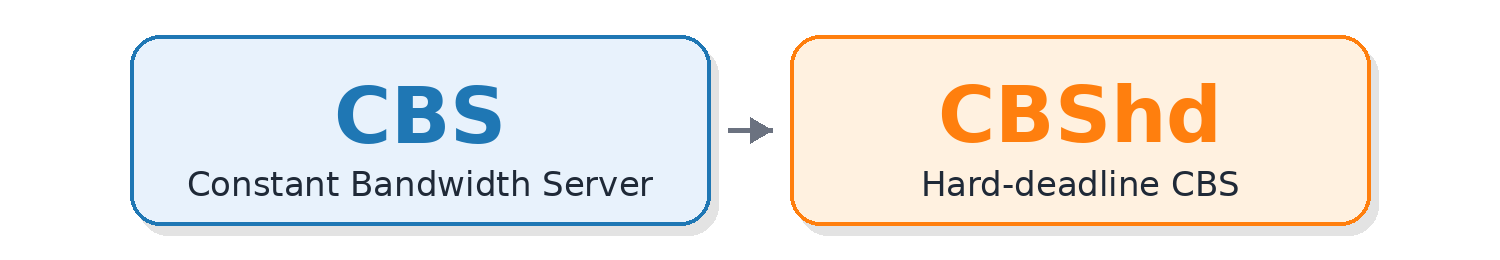 CBS
Constant Bandwidth Server
CBShd
Hard-deadline CBS